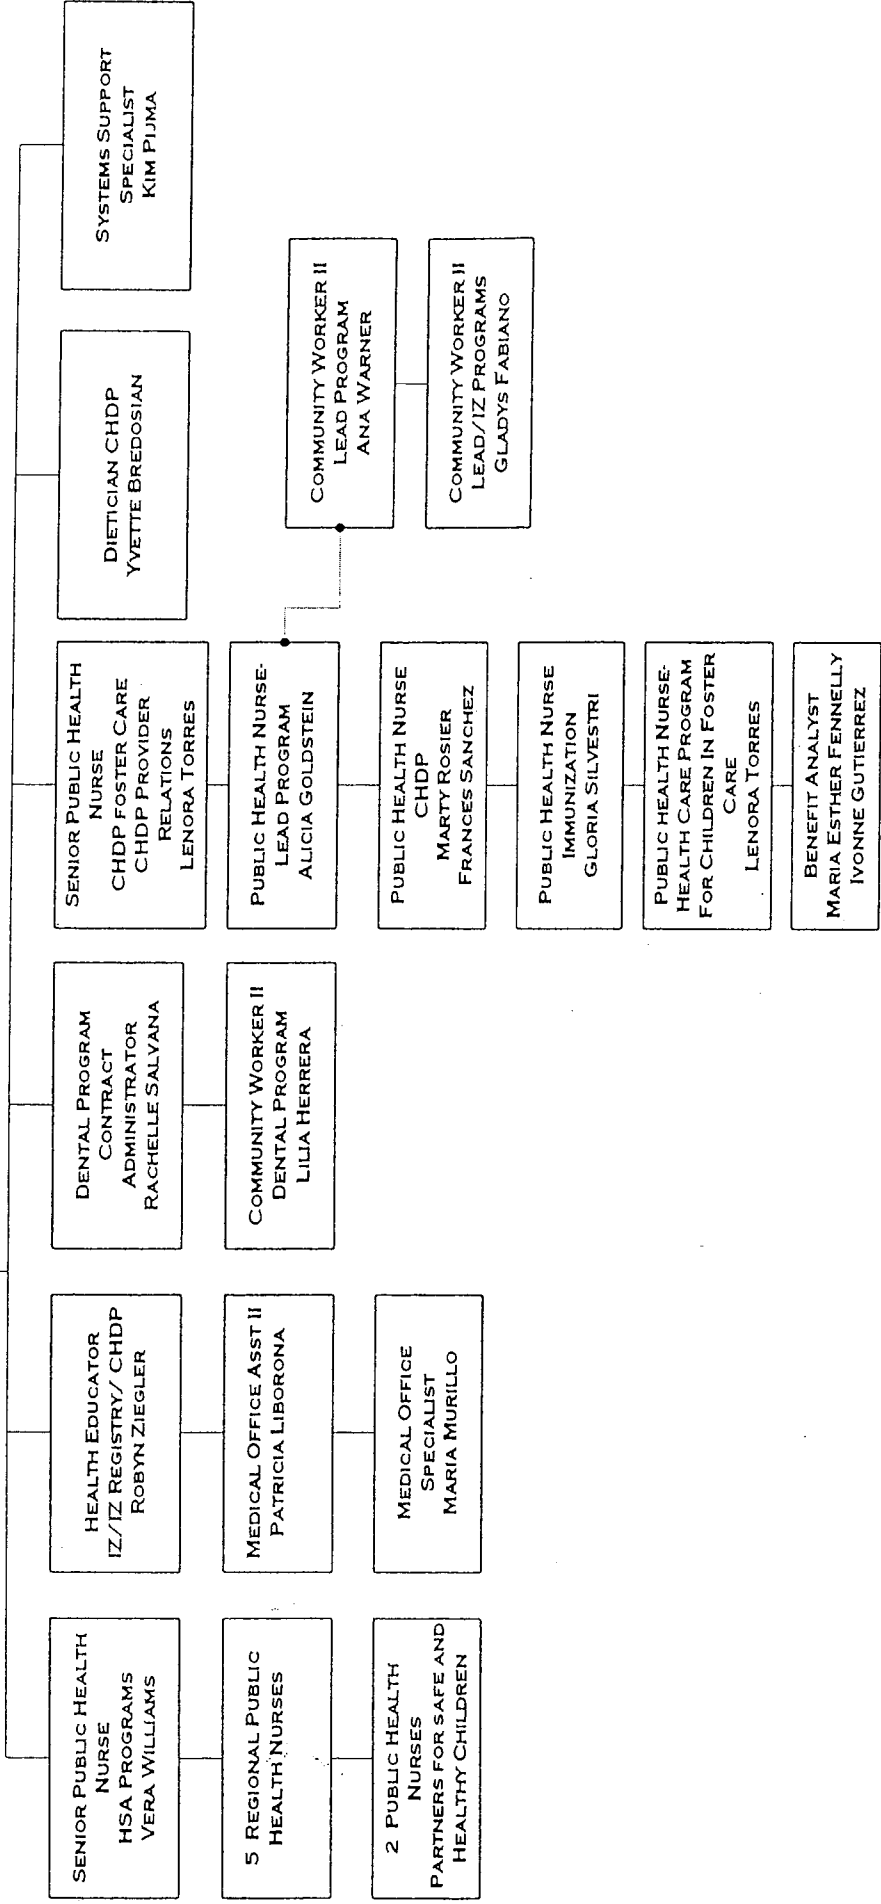 SENIOR PUBLIC HEALTH
NURSE
HSA PROGRAMS
VERA WILLIAMS
5 REGIONAL PUBLIC
HEALTH NURSES
2 PUBLIC HEALTH
NURSES
PARTNERS FOR SAFE AND
HEALTHY CHILDREN
HEALTH EDUCATOR
IZ/IZ REGISTRY/ CHDP
ROBYN ZIEGLER
MEDICAL OFFICE ASST II
PATRICIA LIBORONA
MEDICAL OFFICE
SPECIALIST
MARIA MURILLO
DENTAL PROGRAM
CONTRACT
ADMINISTRATOR
RACHELLE SALVANA
COMMUNITY WORKER II
DENTAL PROGRAM
LILIA HERRERA
SENIOR PUBLIC HEALTH
NURSE
CHDP FOSTER CARE
CHDP PROVIDER
RELATIONS
LENORA TORRES
PUBLIC HEALTH NURSE-
LEAD PROGRAM
ALICIA GOLDSTEIN
PUBLIC HEALTH NURSE
CHDP
MARTY ROSIER
FRANCES SANCHEZ
PUBLIC HEALTH NURSE
IMMUNIZATION
GLORIA SILVESTRI
PUBLIC HEALTH NURSE-
HEALTH CARE PROGRAM
FOR CHILDREN IN FOSTER
CARE
LENORA TORRES
BENEFIT ANALYST
MARIA ESTHER FENNELLY
IVONNE GUTIERREZ
DIETICIAN CHDP
YVETTE BREDOSIAN
COMMUNITY WORKER II
LEAD PROGRAM
ANA WARNER
COMMUNITY WORKER II
LEAD/IZ PROGRAMS
GLADYS FABIANO
SYSTEMS SUPPORT
SPECIALIST
KIM PIJMA